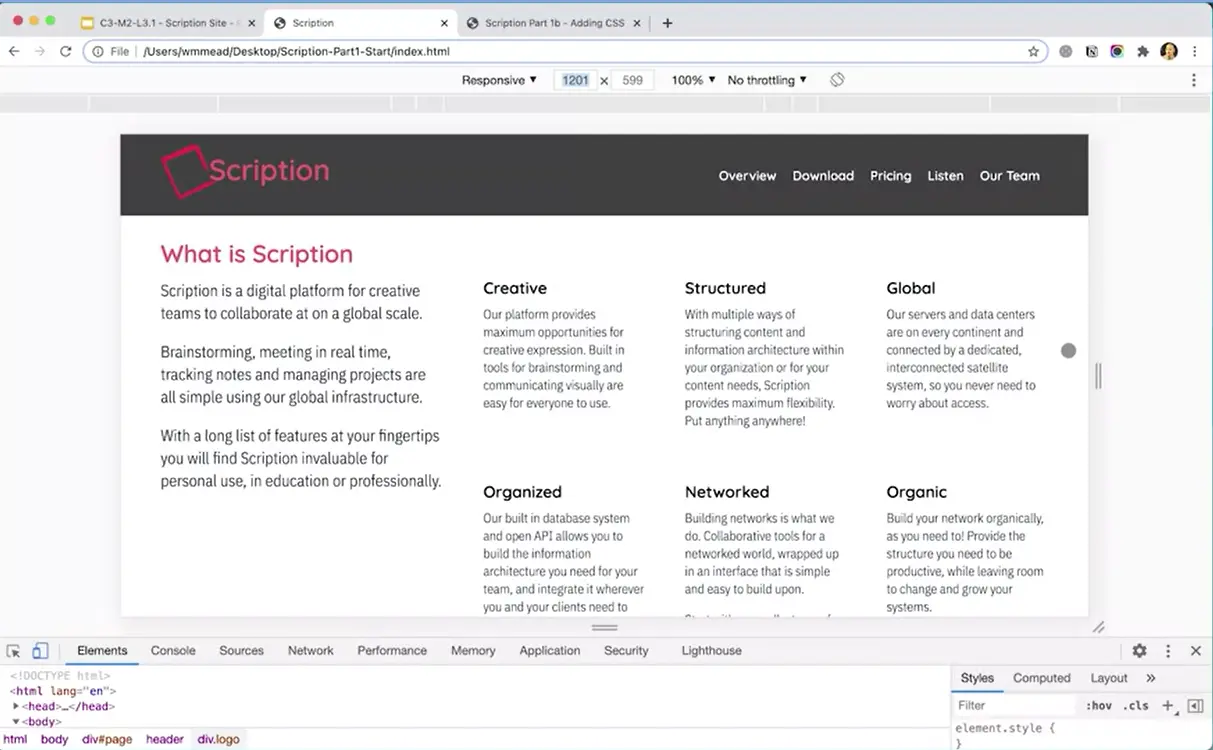 C3-M2-L3.1 - Scription Site -
Scription
Scription Part 1b - Adding CSS
File
/Users/wmmead/Desktop/Scription-Part1-Start/index.html
Responsive ▼ 1201 × 599 100% ▼ No throttling ▼
Scription
Overview Download Pricing Listen Our Team
What is Scription
Scription is a digital platform for creative
teams to collaborate at on a global scale.
Brainstorming, meeting in real time,
tracking notes and managing projects are
all simple using our global infrastructure.
With a long list of features at your fingertips
you will find Scription invaluable for
personal use, in education or professionally.
Creative
Our platform provides
maximum opportunities for
creative expression. Built in
tools for brainstorming and
communicating visually are
easy for everyone to use.
Structured
With multiple ways of
structuring content and
information architecture within
your organization or for your
content needs, Scription
provides maximum flexibility.
Put anything anywhere!
Global
Our servers and data centers
are on every continent and
connected by a dedicated,
interconnected satellite
system, so you never need to
worry about access.
Organized
Our built in database system
and open API allows you to
build the information
architecture you need for your
team, and integrate it wherever
you and your clients need to
Networked
Building networks is what we
do. Collaborative tools for a
networked world, wrapped up
in an interface that is simple
and easy to build upon.
Organic
Build your network organically,
as you need to! Provide the
structure you need to be
productive, while leaving room
to change and grow your
systems.
Elements Console Sources Network Performance Memory Application Security Lighthouse
<!DOCTYPE html>
<html lang="en">
▶<head>…</head>
▼<body>
html body div#page header div.logo
Styles Computed Layout »
Filter :hov .cls +
element.style {
}